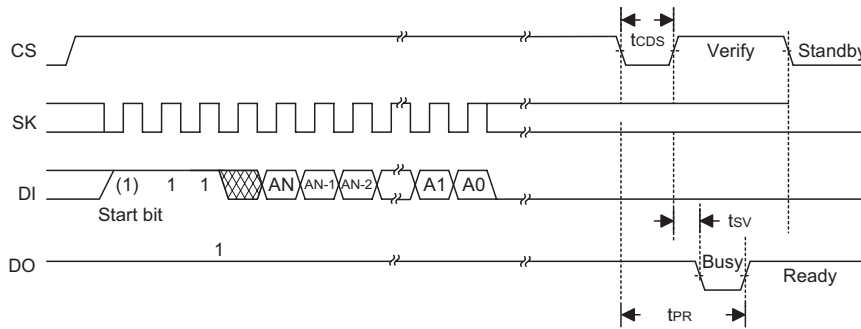 CS tCDS Verify Standby
SK
DI (1) 1 1 AN AN-1 AN-2 A1 A0
Start bit
tSV
DO 1 Busy Ready
tPR